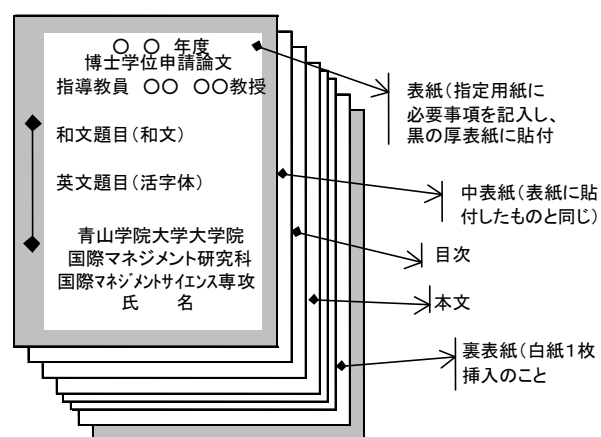 ○ ○ 年度
博士学位申請論文
指導教員 ○○ ○○教授
和文題目(和文)
英文題目(活字体)
青山学院大学大学院
国際マネジメント研究科
国際マネジメントサイエンス専攻
氏 名
表紙(指定用紙に
必要事項を記入し、
黒の厚表紙に貼付
中表紙(表紙に貼
付したものと同じ)
目次
本文
裏表紙(白紙1枚
挿入のこと